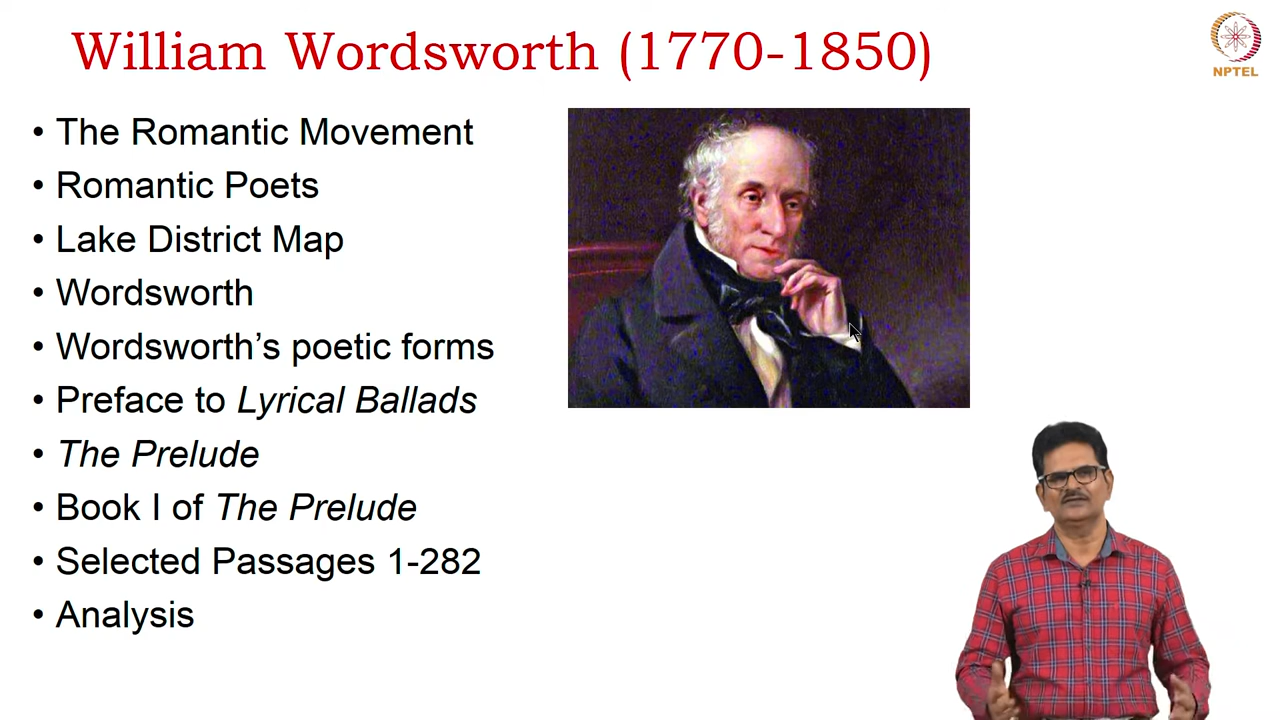 William Wordsworth (1770-1850)
NPTEL
• The Romantic Movement
• Romantic Poets
• Lake District Map
• Wordsworth
• Wordsworth’s poetic forms
• Preface to Lyrical Ballads
• The Prelude
• Book I of The Prelude
• Selected Passages 1-282
• Analysis